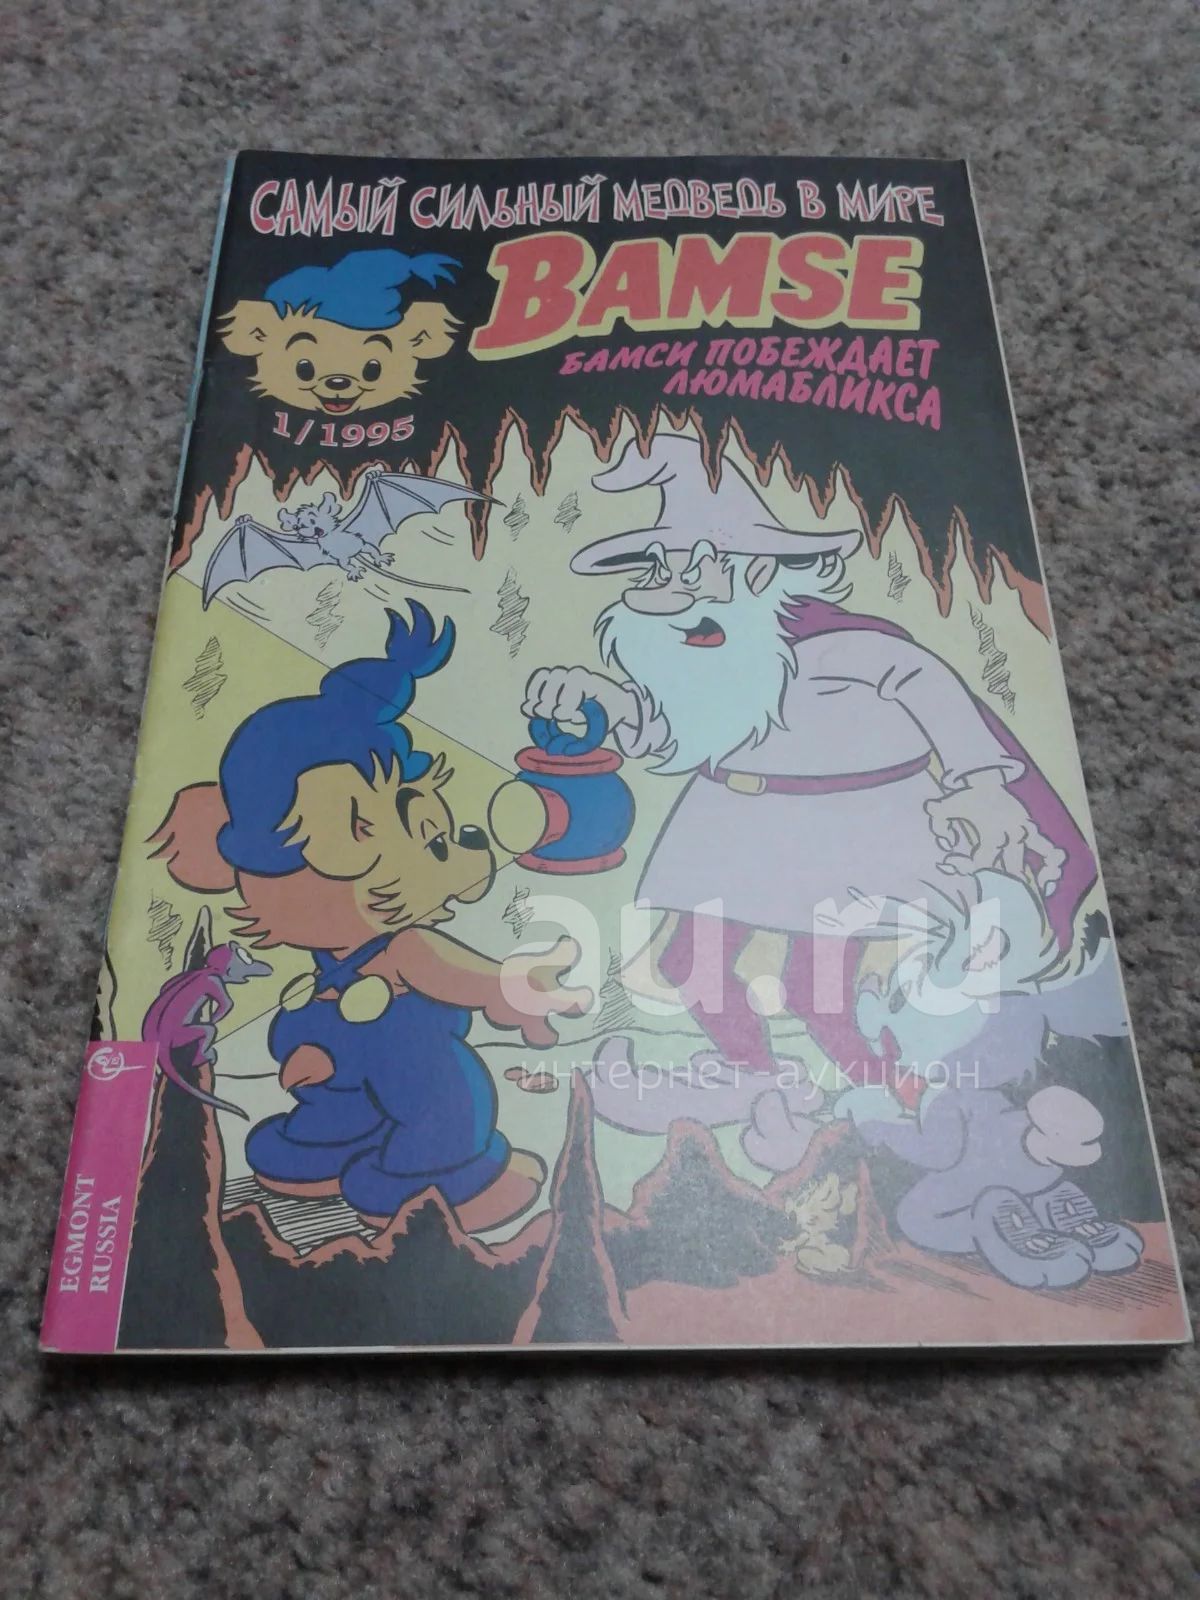 САМЫЙ СИЛЬНЫЙ МЕДВЕДЬ В МИРЕ
BAMSE
БАМСИ ПОБЕЖДАЕТ
ЛЮМАБЛИКСА
1/1995
au.ru
интернет-аукцион
EGMONT
RUSSIA